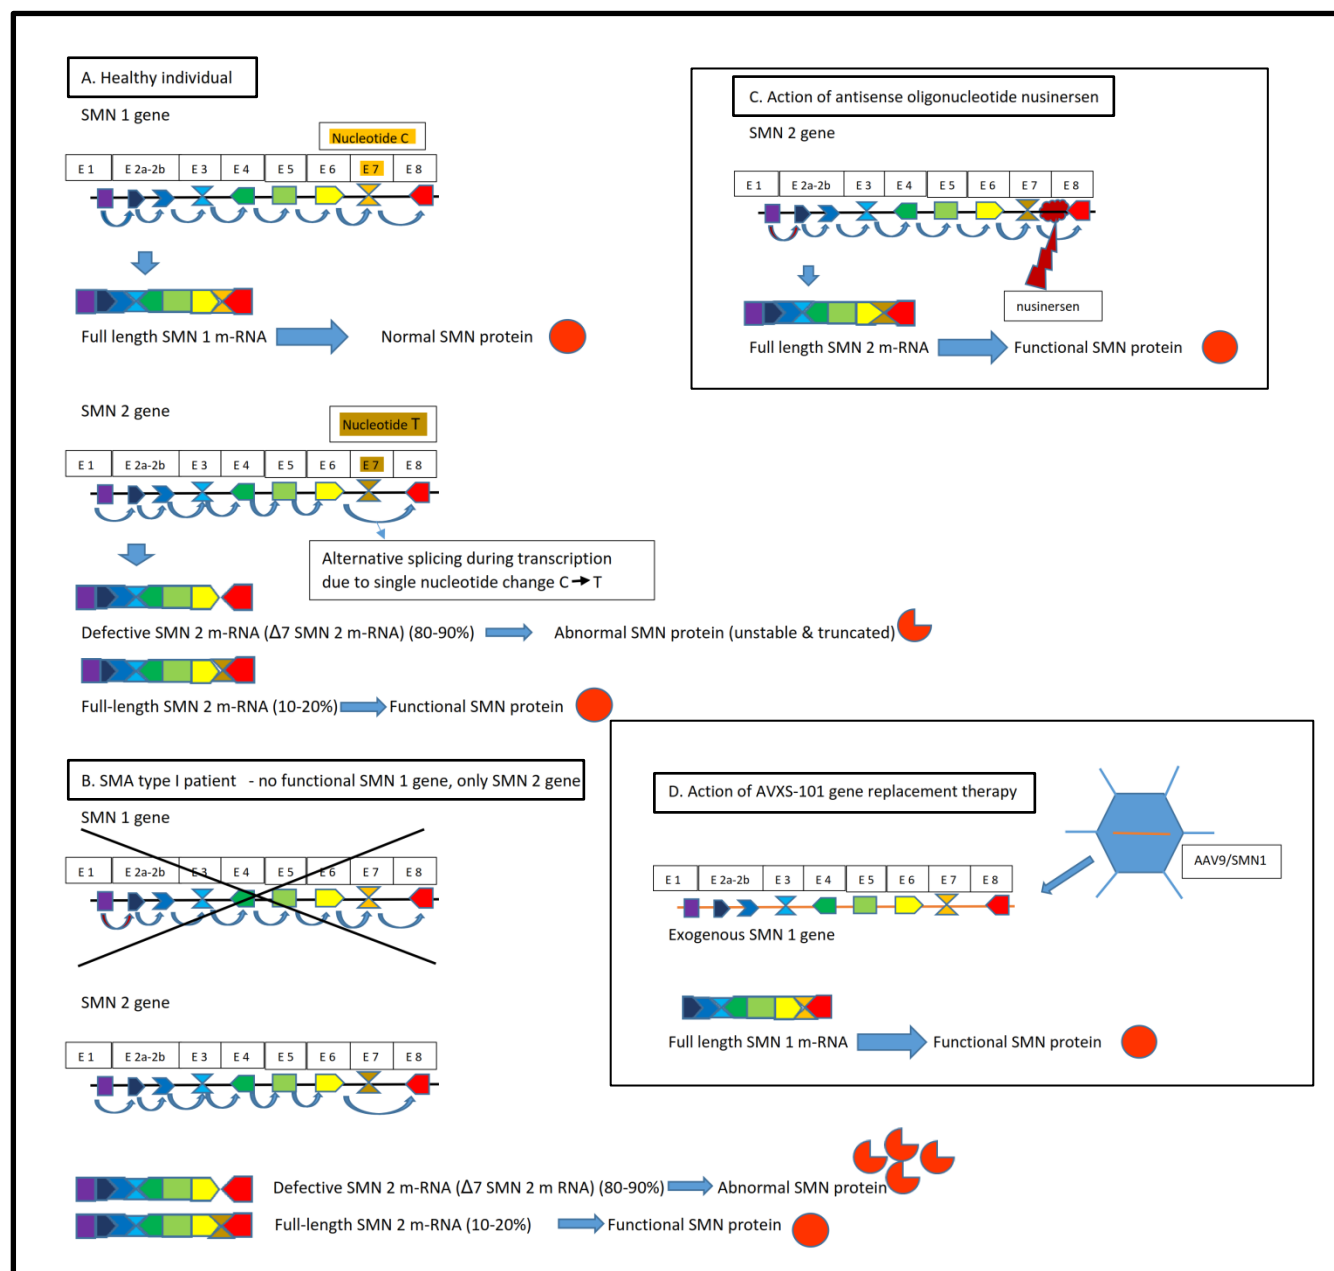 A. Healthy individual
SMN 1 gene
Nucleotide C
E 1 E 2a-2b E 3 E 4 E 5 E 6 E 7 E 8
Full length SMN 1 m-RNA
Normal SMN protein
SMN 2 gene
Nucleotide T
E 1 E 2a-2b E 3 E 4 E 5 E 6 E 7 E 8
Alternative splicing during transcription
due to single nucleotide change C → T
Defective SMN 2 m-RNA (Δ7 SMN 2 m-RNA) (80-90%)
Abnormal SMN protein (unstable & truncated)
Full-length SMN 2 m-RNA (10-20%)
Functional SMN protein
B. SMA type I patient - no functional SMN 1 gene, only SMN 2 gene
SMN 1 gene
E 1 E 2a-2b E 3 E 4 E 5 E 6 E 7 E 8
SMN 2 gene
E 1 E 2a-2b E 3 E 4 E 5 E 6 E 7 E 8
Defective SMN 2 m-RNA (Δ7 SMN 2 m RNA) (80-90%)
Abnormal SMN protein
Full-length SMN 2 m-RNA (10-20%)
Functional SMN protein
C. Action of antisense oligonucleotide nusinersen
SMN 2 gene
E 1 E 2a-2b E 3 E 4 E 5 E 6 E 7 E 8
nusinersen
Full length SMN 2 m-RNA
Functional SMN protein
D. Action of AVXS-101 gene replacement therapy
AAV9/SMN1
E 1 E 2a-2b E 3 E 4 E 5 E 6 E 7 E 8
Exogenous SMN 1 gene
Full length SMN 1 m-RNA
Functional SMN protein